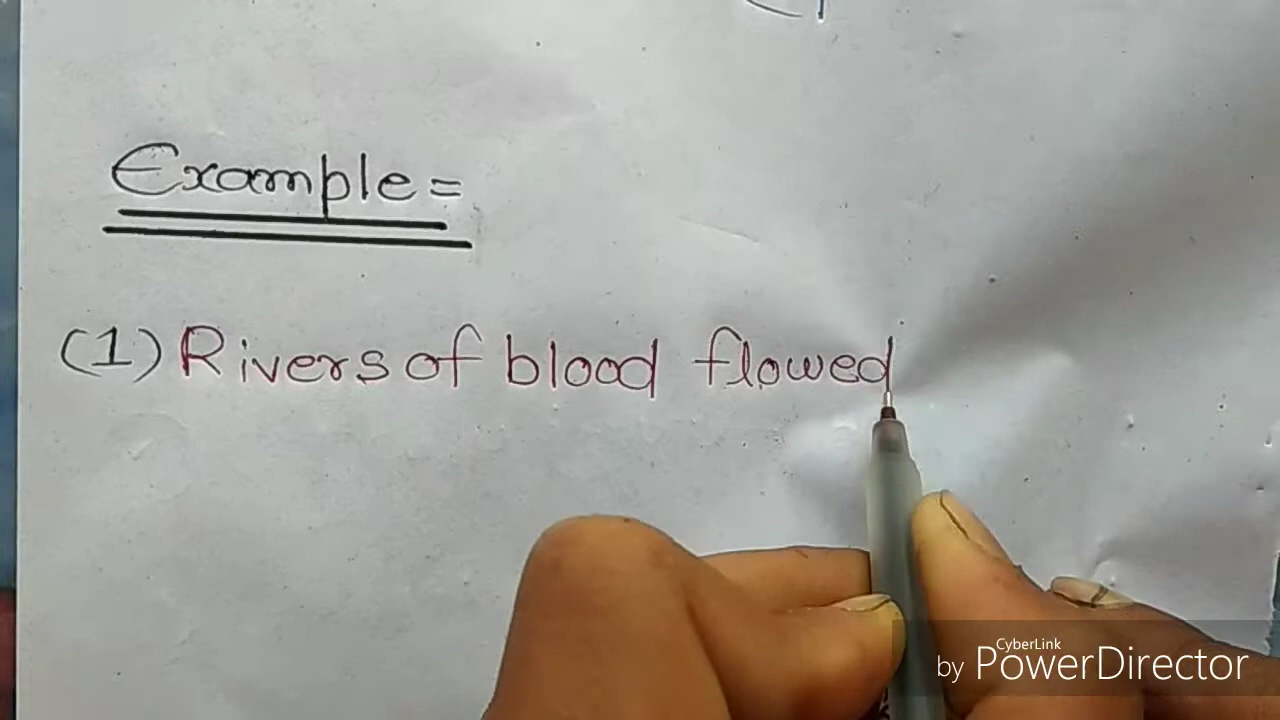 Example =
(1) Rivers of blood flowed
CyberLink
by PowerDirector